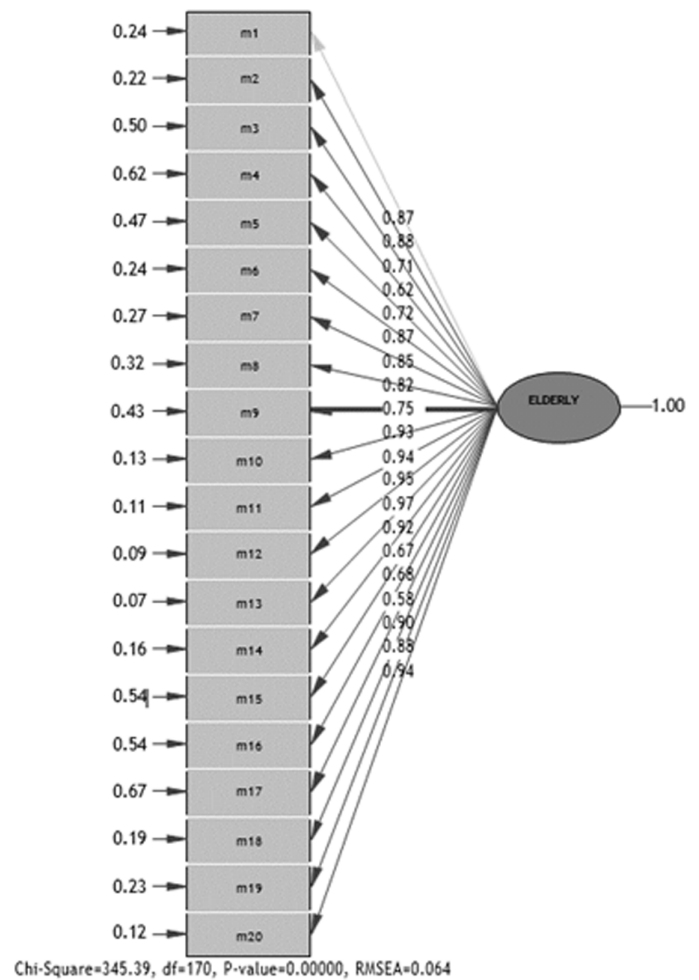 0.24 m1
0.22 m2
0.50 m3
0.62 m4
0.47 m5
0.24 m6
0.27 m7
0.32 m8
0.43 m9
0.13 m10
0.11 m11
0.09 m12
0.07 m13
0.16 m14
0.54 m15
0.54 m16
0.67 m17
0.19 m18
0.23 m19
0.12 m20
0.87
0.88
0.71
0.62
0.72
0.87
0.85
0.82
0.75
0.93
0.94
0.95
0.97
0.92
0.67
0.68
0.58
0.90
0.88
0.94
ELDERLY
1.00
Chi-Square=345.39, df=170, P-value=0.00000, RMSEA=0.064